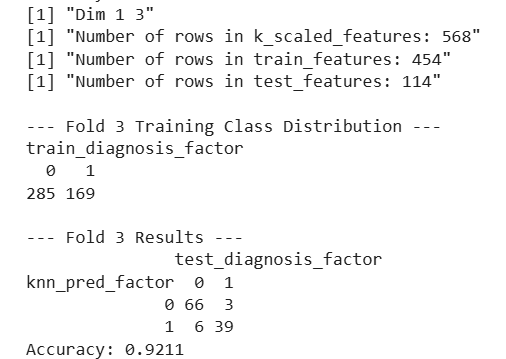 [1] "Dim 1 3"
[1] "Number of rows in k_scaled_features: 568"
[1] "Number of rows in train_features: 454"
[1] "Number of rows in test_features: 114"
--- Fold 3 Training Class Distribution ---
train_diagnosis_factor
  0   1
285 169
--- Fold 3 Results ---
               test_diagnosis_factor
knn_pred_factor  0  1
              0 66  3
              1  6 39
Accuracy: 0.9211